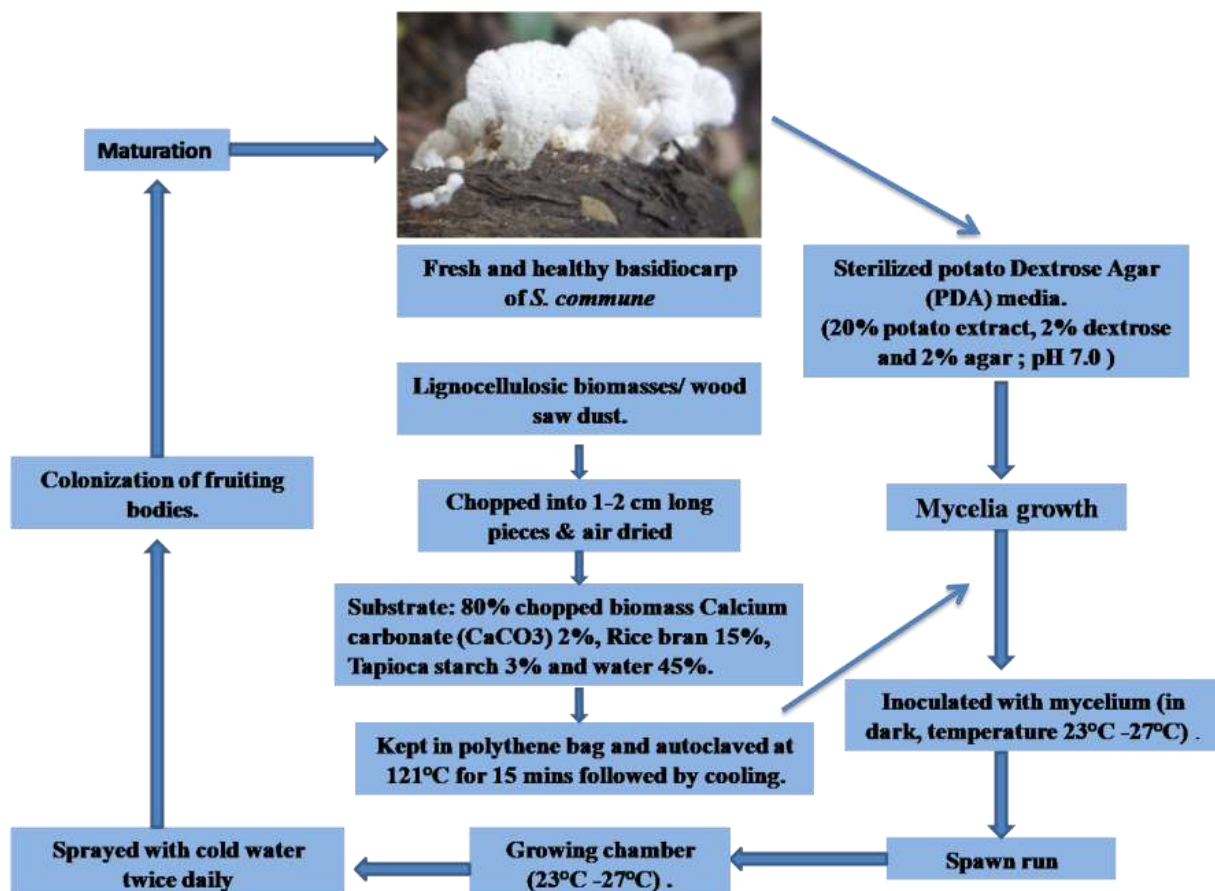 Maturation
Fresh and healthy basidiocarp
of S. commune
Sterilized potato Dextrose Agar
(PDA) media.
(20% potato extract, 2% dextrose
and 2% agar ; pH 7.0 )
Lignocellulosic biomasses/ wood
saw dust.
Colonization of fruiting
bodies.
Chopped into 1-2 cm long
pieces & air dried
Mycelia growth
Substrate: 80% chopped biomass Calcium
carbonate (CaCO3) 2%, Rice bran 15%,
Tapioca starch 3% and water 45%.
Inoculated with mycelium (in
dark, temperature 23°C -27°C) .
Kept in polythene bag and autoclaved at
121°C for 15 mins followed by cooling.
Sprayed with cold water
twice daily
Growing chamber
(23°C -27°C) .
Spawn run